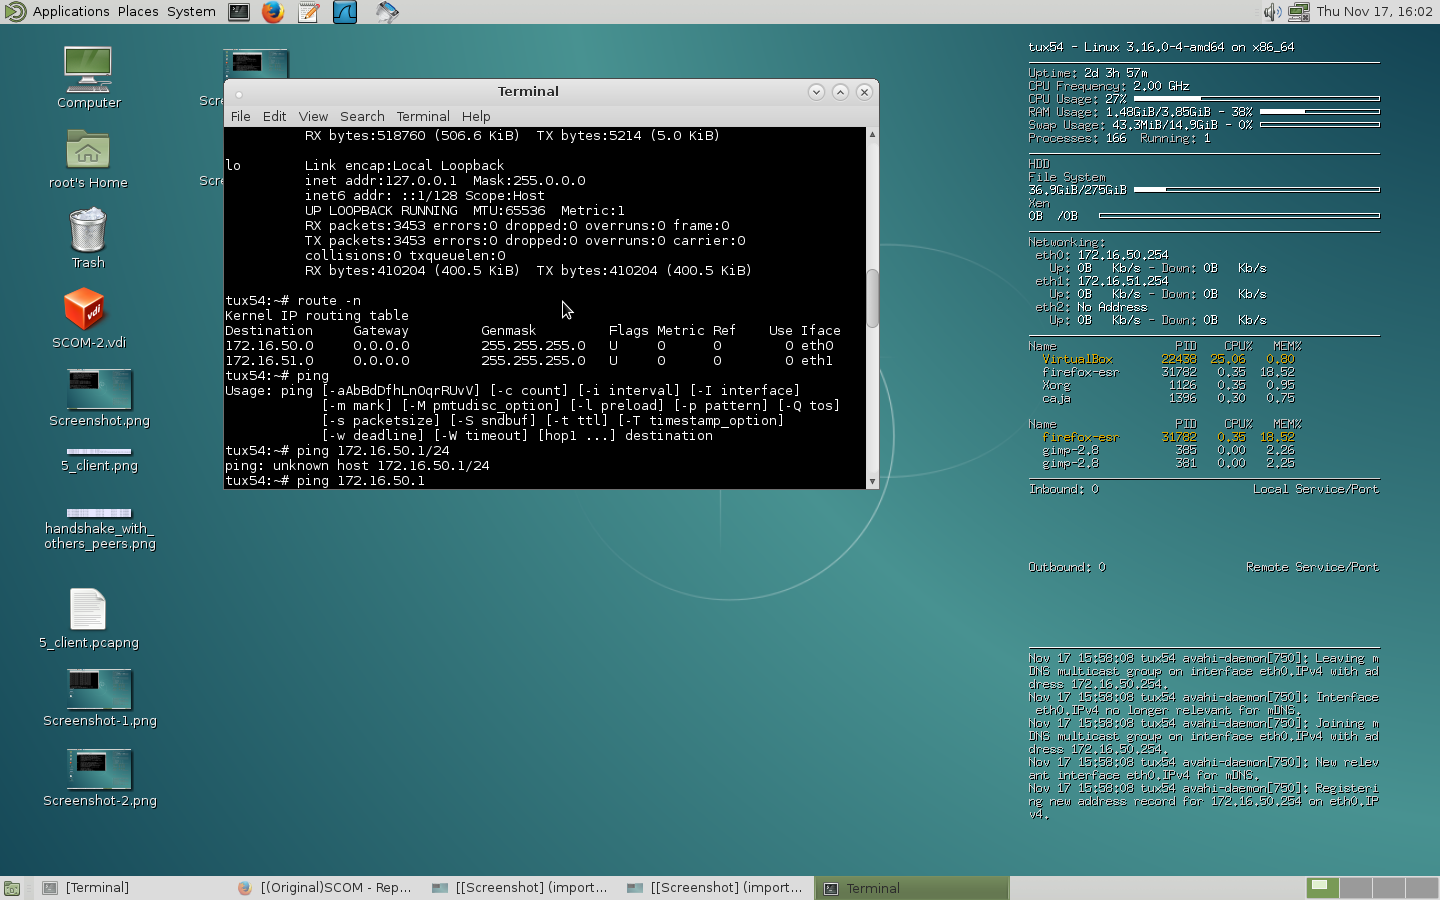 Applications Places System
Thu Nov 17, 16:02
Computer
root's Home
Trash
SCOM-2.vdi
Screenshot.png
5_client.png
handshake_with_
others_peers.png
5_client.pcapng
Screenshot-1.png
Screenshot-2.png
Scre
Scre
Terminal
File Edit View Search Terminal Help
RX bytes:518760 (506.6 KiB)  TX bytes:5214 (5.0 KiB)
lo        Link encap:Local Loopback
inet addr:127.0.0.1  Mask:255.0.0.0
inet6 addr: ::1/128 Scope:Host
UP LOOPBACK RUNNING  MTU:65536  Metric:1
RX packets:3453 errors:0 dropped:0 overruns:0 frame:0
TX packets:3453 errors:0 dropped:0 overruns:0 carrier:0
collisions:0 txqueuelen:0
RX bytes:410204 (400.5 KiB)  TX bytes:410204 (400.5 KiB)
tux54:~# route -n
Kernel IP routing table
Destination     Gateway         Genmask         Flags Metric Ref    Use Iface
172.16.50.0     0.0.0.0         255.255.255.0   U     0      0        0 eth0
172.16.51.0     0.0.0.0         255.255.255.0   U     0      0        0 eth1
tux54:~# ping
Usage: ping [-aAbBdDfhLnOqrRUvV] [-c count] [-i interval] [-I interface]
[-m mark] [-M pmtudisc_option] [-l preload] [-p pattern] [-Q tos]
[-s packetsize] [-S sndbuf] [-t ttl] [-T timestamp_option]
[-w deadline] [-W timeout] [hop1 ...] destination
tux54:~# ping 172.16.50.1/24
ping: unknown host 172.16.50.1/24
tux54:~# ping 172.16.50.1
tux54 - Linux 3.16.0-4-amd64 on x86_64
Uptime: 2d 3h 57m
CPU Frequency: 2.00 GHz
CPU Usage: 27%
RAM Usage: 1.48GiB/3.85GiB - 38%
Swap Usage: 43.3MiB/14.9GiB - 0%
Processes: 166  Running: 1
HDD
File System
36.9GiB/275GiB
Xen
0B  /0B
Networking:
eth0: 172.16.50.254
Up: 0B   Kb/s - Down: 0B   Kb/s
eth1: 172.16.51.254
Up: 0B   Kb/s - Down: 0B   Kb/s
eth2: No Address
Up: 0B   Kb/s - Down: 0B   Kb/s
Name PID CPU% MEM%
VirtualBox 22438 25.06 0.80
firefox-esr 31782 0.35 18.52
Xorg 1126 0.35 0.95
caja 1396 0.30 0.75
Name PID CPU% MEM%
firefox-esr 31782 0.35 18.52
gimp-2.8 385 0.00 2.26
gimp-2.8 381 0.00 2.25
Inbound: 0 Local Service/Port
Outbound: 0 Remote Service/Port
Nov 17 15:58:08 tux54 avahi-daemon[750]: Leaving m
DNS multicast group on interface eth0.IPv4 with ad
dress 172.16.50.254.
Nov 17 15:58:08 tux54 avahi-daemon[750]: Interface
eth0.IPv4 no longer relevant for mDNS.
Nov 17 15:58:08 tux54 avahi-daemon[750]: Joining m
DNS multicast group on interface eth0.IPv4 with ad
dress 172.16.50.254.
Nov 17 15:58:08 tux54 avahi-daemon[750]: New relev
ant interface eth0.IPv4 for mDNS.
Nov 17 15:58:08 tux54 avahi-daemon[750]: Registeri
ng new address record for 172.16.50.254 on eth0.IP
v4.
[Terminal]
[(Original)SCOM - Rep...
[[Screenshot] (import...
[[Screenshot] (import...
Terminal